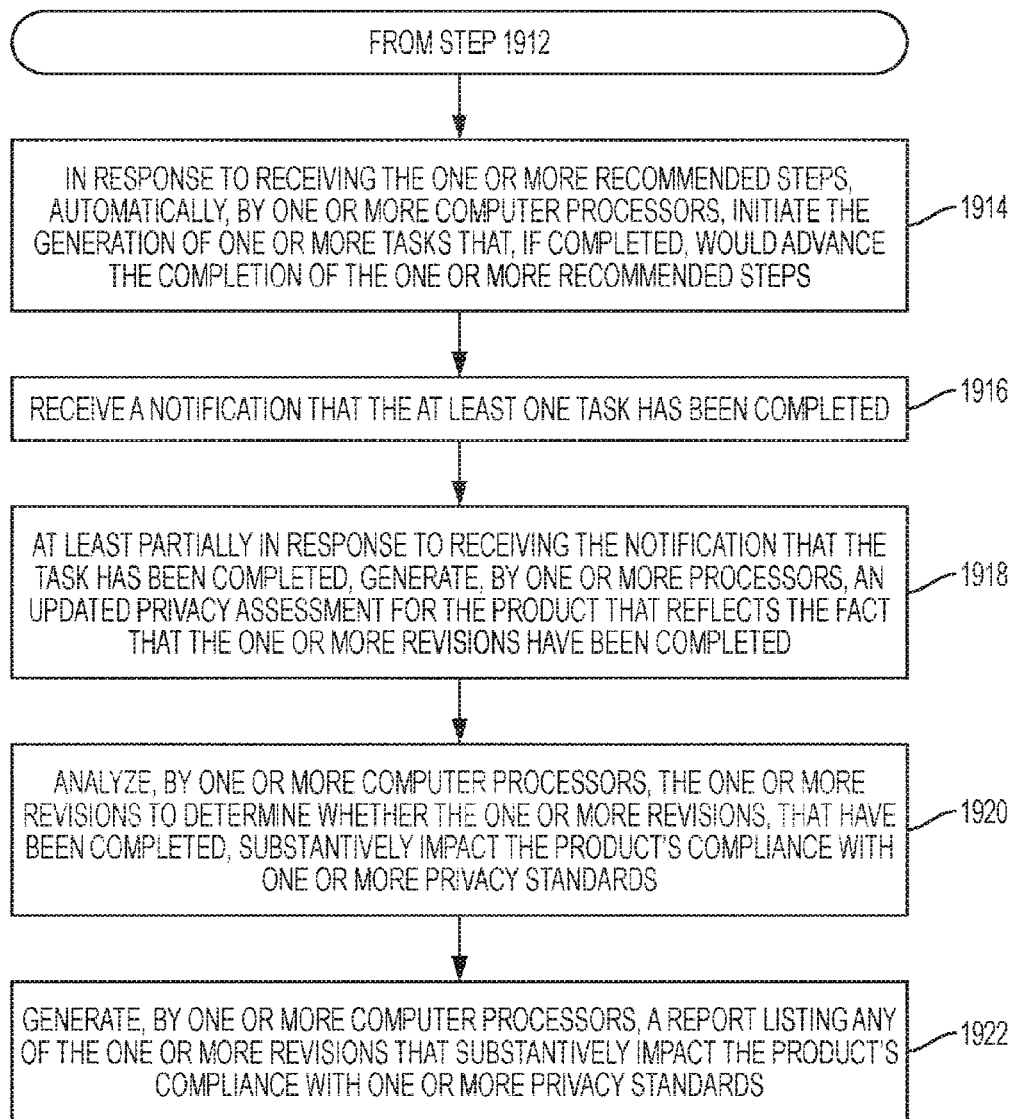 FROM STEP 1912
IN RESPONSE TO RECEIVING THE ONE OR MORE RECOMMENDED STEPS,
AUTOMATICALLY, BY ONE OR MORE COMPUTER PROCESSORS, INITIATE THE
GENERATION OF ONE OR MORE TASKS THAT, IF COMPLETED, WOULD ADVANCE
THE COMPLETION OF THE ONE OR MORE RECOMMENDED STEPS
1914
RECEIVE A NOTIFICATION THAT THE AT LEAST ONE TASK HAS BEEN COMPLETED
1916
AT LEAST PARTIALLY IN RESPONSE TO RECEIVING THE NOTIFICATION THAT THE
TASK HAS BEEN COMPLETED, GENERATE, BY ONE OR MORE PROCESSORS, AN
UPDATED PRIVACY ASSESSMENT FOR THE PRODUCT THAT REFLECTS THE FACT
THAT THE ONE OR MORE REVISIONS HAVE BEEN COMPLETED
1918
ANALYZE, BY ONE OR MORE COMPUTER PROCESSORS, THE ONE OR MORE
REVISIONS TO DETERMINE WHETHER THE ONE OR MORE REVISIONS, THAT HAVE
BEEN COMPLETED, SUBSTANTIVELY IMPACT THE PRODUCT'S COMPLIANCE WITH
ONE OR MORE PRIVACY STANDARDS
1920
GENERATE, BY ONE OR MORE COMPUTER PROCESSORS, A REPORT LISTING ANY
OF THE ONE OR MORE REVISIONS THAT SUBSTANTIVELY IMPACT THE PRODUCT'S
COMPLIANCE WITH ONE OR MORE PRIVACY STANDARDS
1922